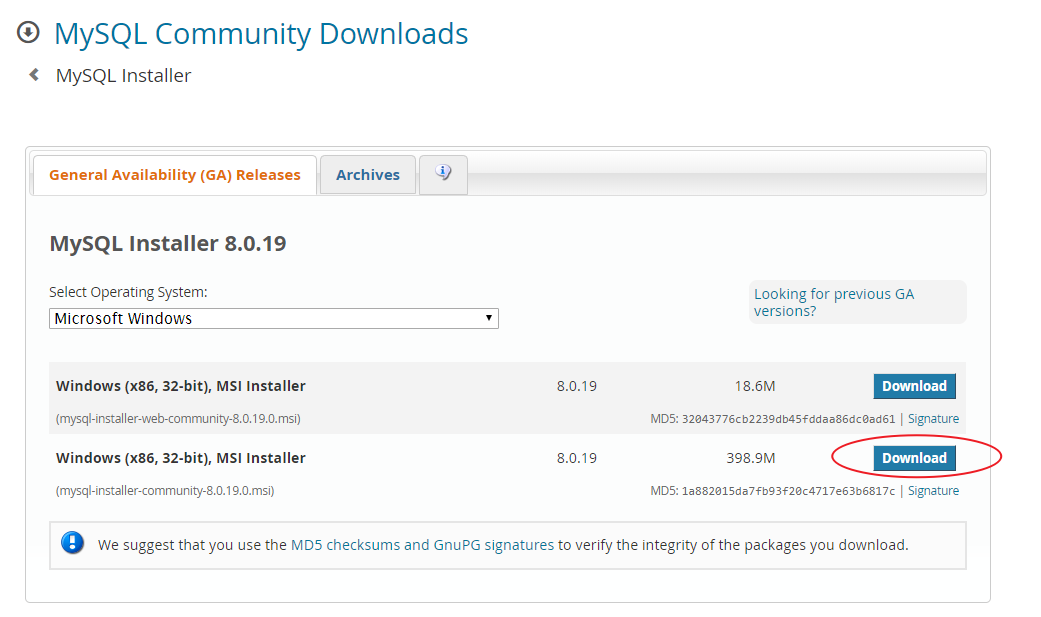 MySQL Community Downloads
MySQL Installer
General Availability (GA) Releases
Archives
MySQL Installer 8.0.19
Select Operating System:
Microsoft Windows
Looking for previous GA
versions?
Windows (x86, 32-bit), MSI Installer 8.0.19 18.6M Download
(mysql-installer-web-community-8.0.19.0.msi) MD5: 32043776cb2239db45fddaa86dc0ad61 | Signature
Windows (x86, 32-bit), MSI Installer 8.0.19 398.9M Download
(mysql-installer-community-8.0.19.0.msi) MD5: 1a882015da7fb93f20c4717e63b6817c | Signature
We suggest that you use the MD5 checksums and GnuPG signatures to verify the integrity of the packages you download.